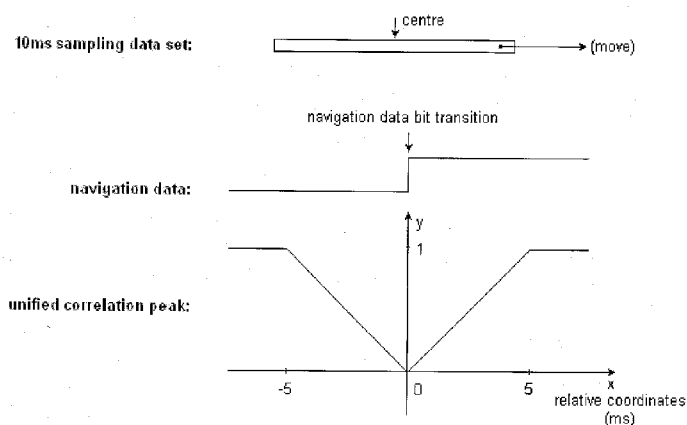 centre
10ms sampling data set:
(move)
navigation data bit transition
navigation data:
y
1
unified correlation peak:
-5
0
5
x
relative coordinates
(ms)